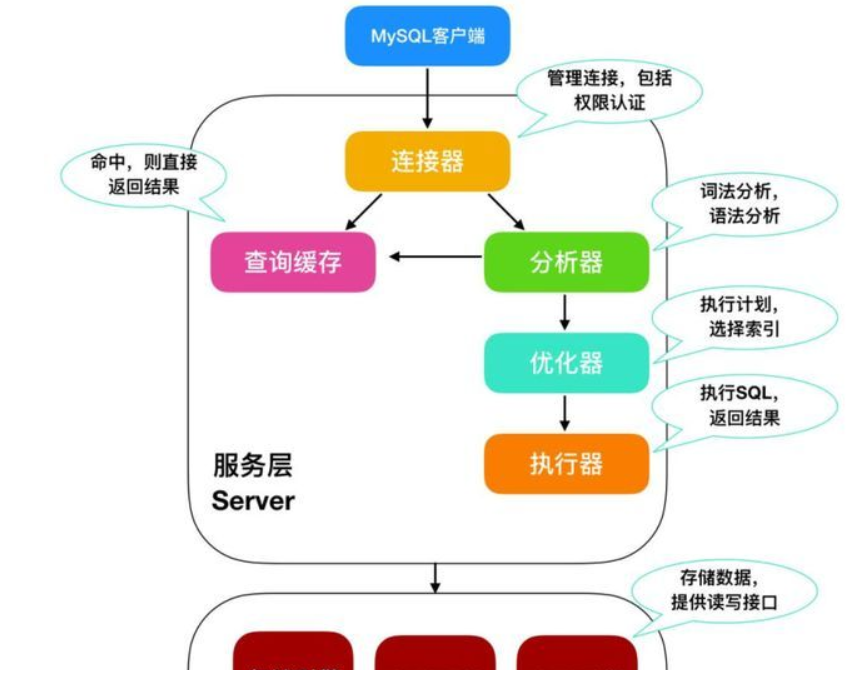 MySQL客户端
管理连接，包括
权限认证
连接器
命中，则直接
返回结果
词法分析，
语法分析
查询缓存
分析器
执行计划，
选择索引
优化器
执行SQL，
返回结果
执行器
服务层
Server
存储数据，
提供读写接口